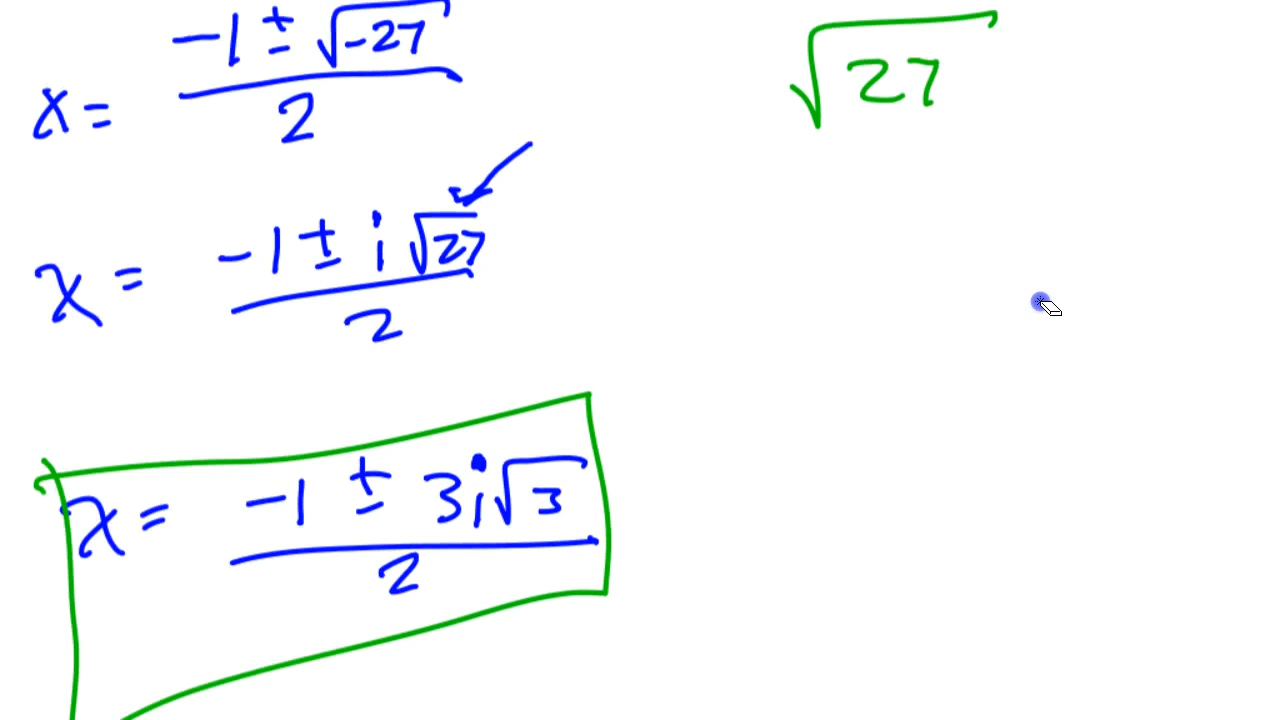 x = (-1 ± √-27) / 2
√27
x = (-1 ± i√27) / 2
x = (-1 ± 3i√3) / 2